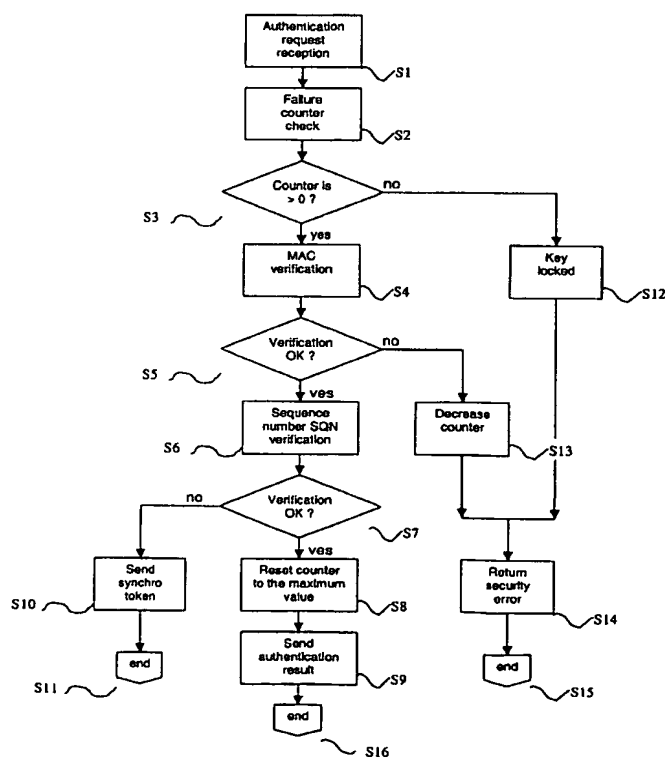 Authentication
request
reception
S1
Failure
counter
check
S2
Counter is
> 0 ?
no
S3
yes
MAC
verification
S4
Key
locked
S12
Verification
OK ?
no
S5
yes
Sequence
number SQN
verification
S6
Decrease
counter
S13
no
Verification
OK ?
S7
yes
Send
synchro
token
S10
Reset counter
to the maximum
value
S8
Return
security
error
S14
Send
authentication
result
S9
end
S11
end
S15
end
S16